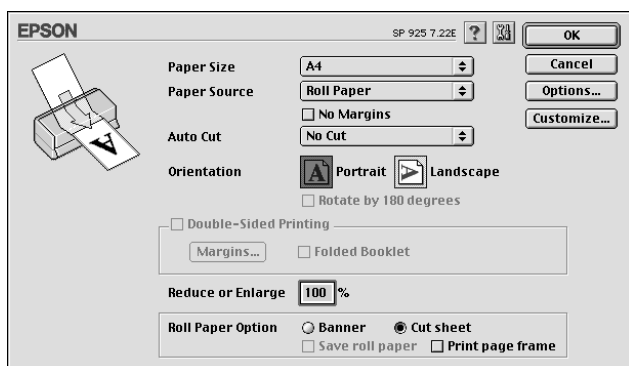 EPSON SP 925 7.22E ? OK
Paper Size A4 Cancel
Paper Source Roll Paper Options...
No Margins Customize...
Auto Cut No Cut
Orientation A Portrait A Landscape
Rotate by 180 degrees
Double-Sided Printing
Margins... Folded Booklet
Reduce or Enlarge 100 %
Roll Paper Option Banner Cut sheet
Save roll paper Print page frame
A